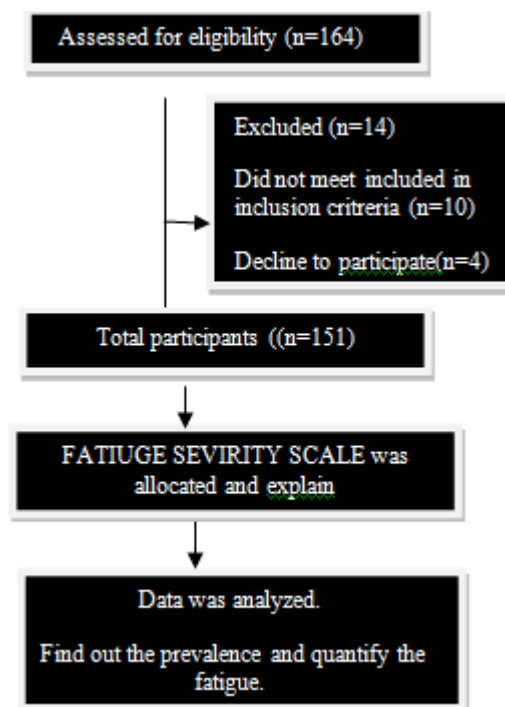 Assessed for eligibility (n=164)
Excluded (n=14)
Did not meet included in
inclusion critreria (n=10)
Decline to participate(n=4)
Total participants ((n=151)
FATIUGE SEVIRITY SCALE was
allocated and explain
Data was analyzed.
Find out the prevalence and quantify the
fatigue.